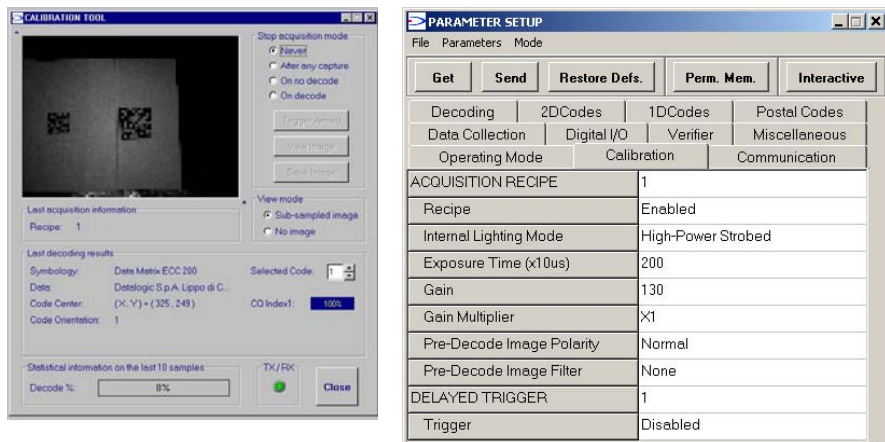 CALIBRATION TOOL
Stop acquisition mode
Never
After any capture
On no decode
On decode
Trigger Armed
View Image
Save Image
View mode
Sub-sampled image
No image
Last acquisition information
Recipe: 1
Last decoding results
Symbology: Data Matrix ECC 200
Selected Code: 1
Data: Datalogic S.p.A. Lippo di C...
Code Center: (X, Y) = (325, 249)
CQ Index1: 100%
Code Orientation: 1
Statistical information on the last 10 samples
Decode %:
TX/RX
Close
PARAMETER SETUP
File Parameters Mode
Get Send Restore Defs. Perm. Mem. Interactive
Decoding 2DCodes 1DCodes Postal Codes
Data Collection Digital I/O Verifier Miscellaneous
Operating Mode Calibration Communication
ACQUISITION RECIPE 1
Recipe Enabled
Internal Lighting Mode High-Power Strobed
Exposure Time (x10us) 200
Gain 130
Gain Multiplier X1
Pre-Decode Image Polarity Normal
Pre-Decode Image Filter None
DELAYED TRIGGER 1
Trigger Disabled